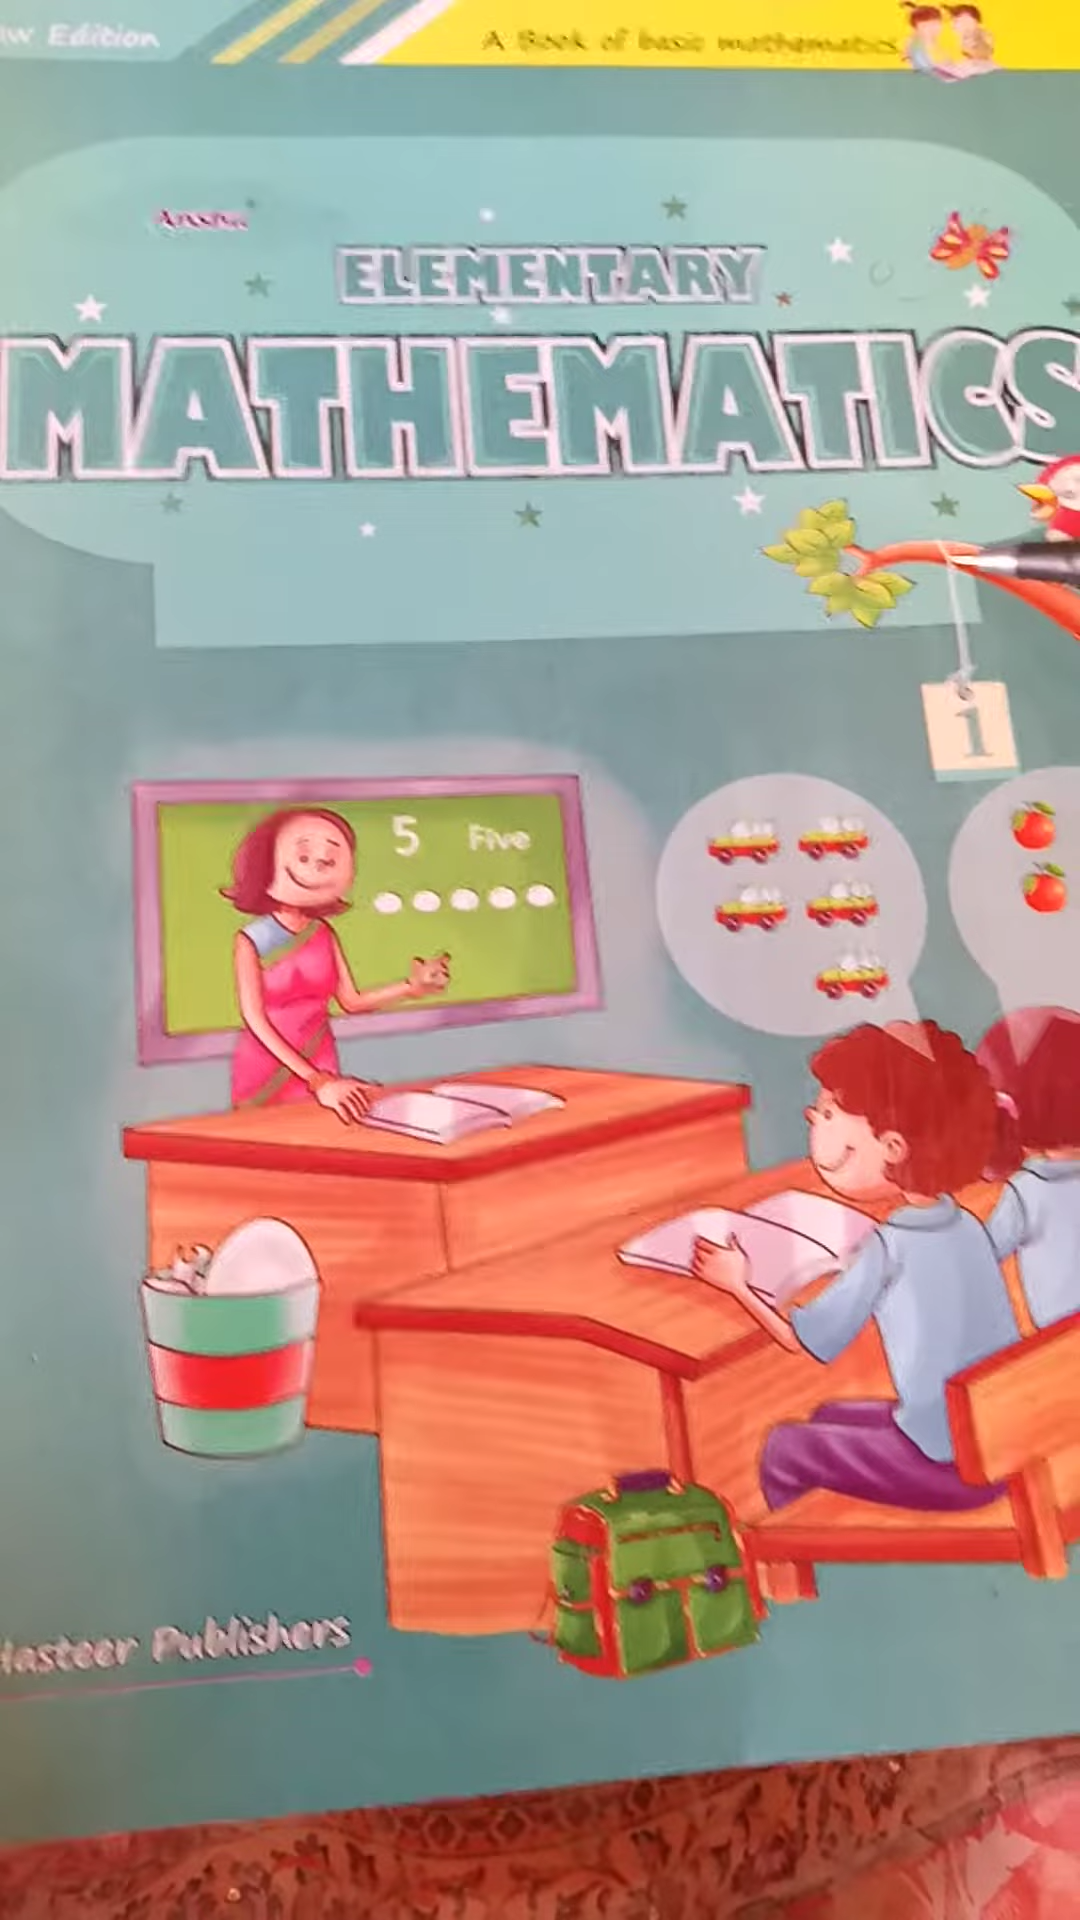 Edition
A Book of basic mathematics
ELEMENTARY
MATHEMATICS
1
5 Five
Publishers